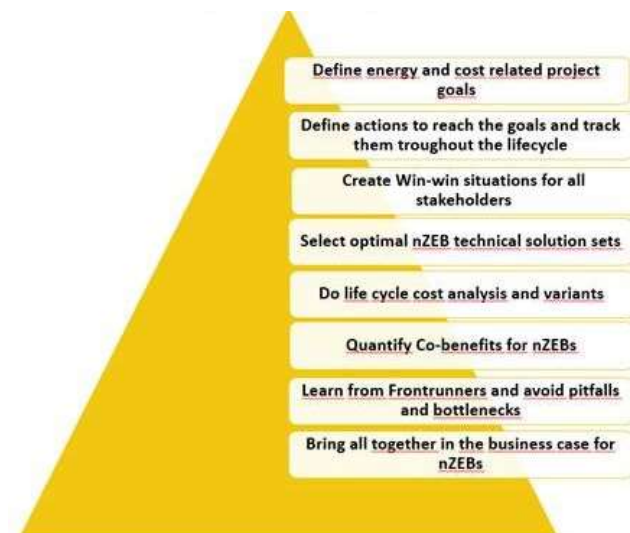 Define energy and cost related project
goals
Define actions to reach the goals and track
them troughout the lifecycle
Create Win-win situations for all
stakeholders
Select optimal nZEB technical solution sets
Do life cycle cost analysis and variants
Quantify Co-benefits for nZEBs
Learn from Frontrunners and avoid pitfalls
and bottlenecks
Bring all together in the business case for
nZEBs